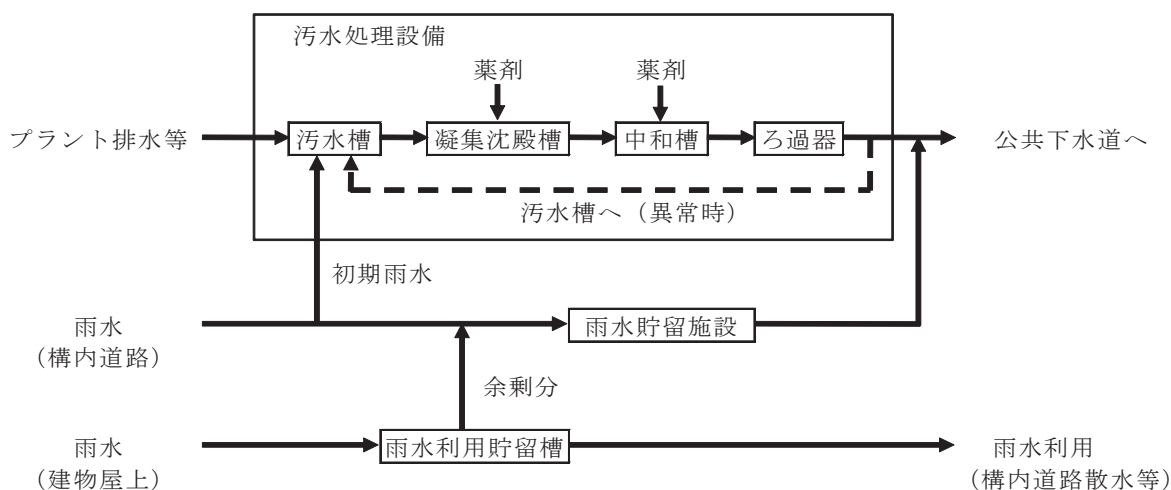 汚水処理設備
薬剤
薬剤
プラント排水等
汚水槽
凝集沈殿槽
中和槽
ろ過器
公共下水道へ
汚水槽へ（異常時）
初期雨水
雨水
（構内道路）
雨水貯留施設
余剰分
雨水
（建物屋上）
雨水利用貯留槽
雨水利用
（構内道路散水等）